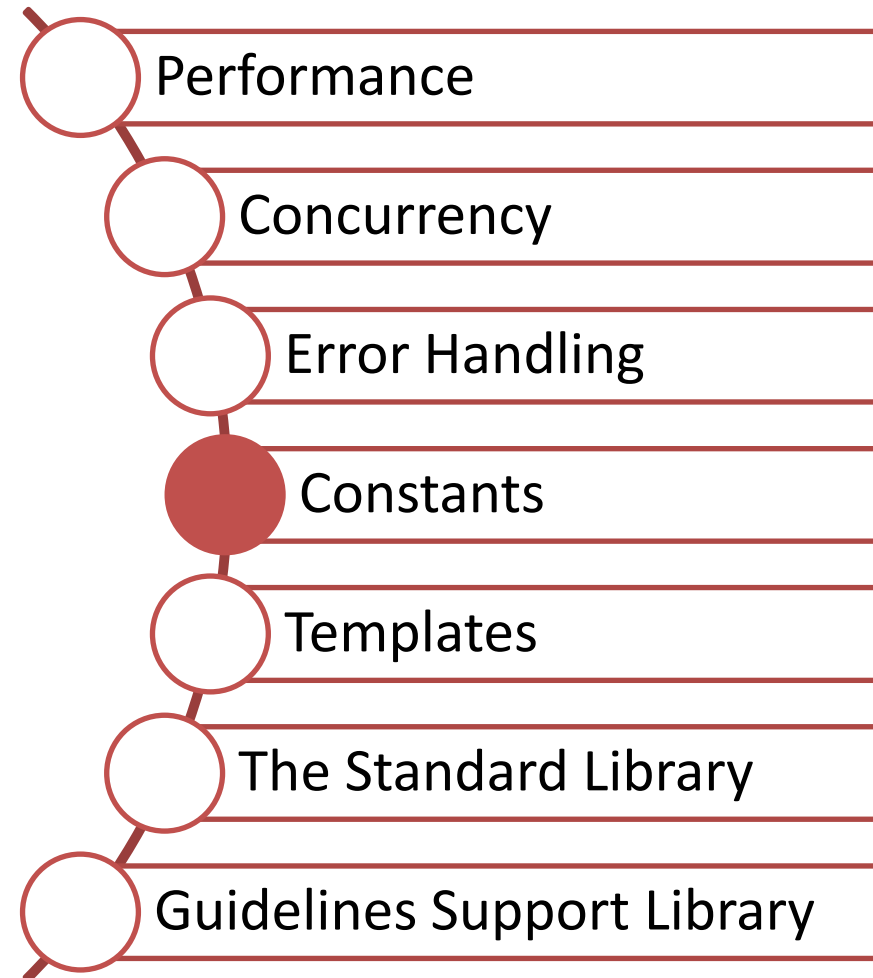 Performance
Concurrency
Error Handling
Constants
Templates
The Standard Library
Guidelines Support Library